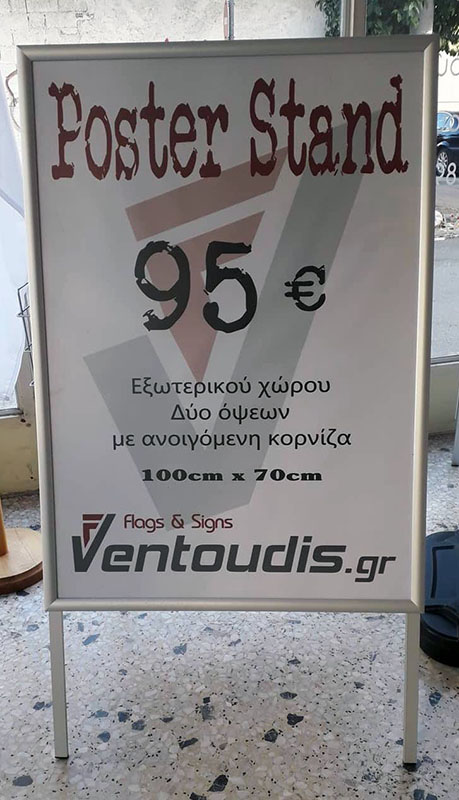 Poster Stand
95 €
Εξωτερικού χώρου
Δύο όψεων
με ανοιγόμενη κορνίζα
100cm x 70cm
Flags & Signs
Ventoudis.gr